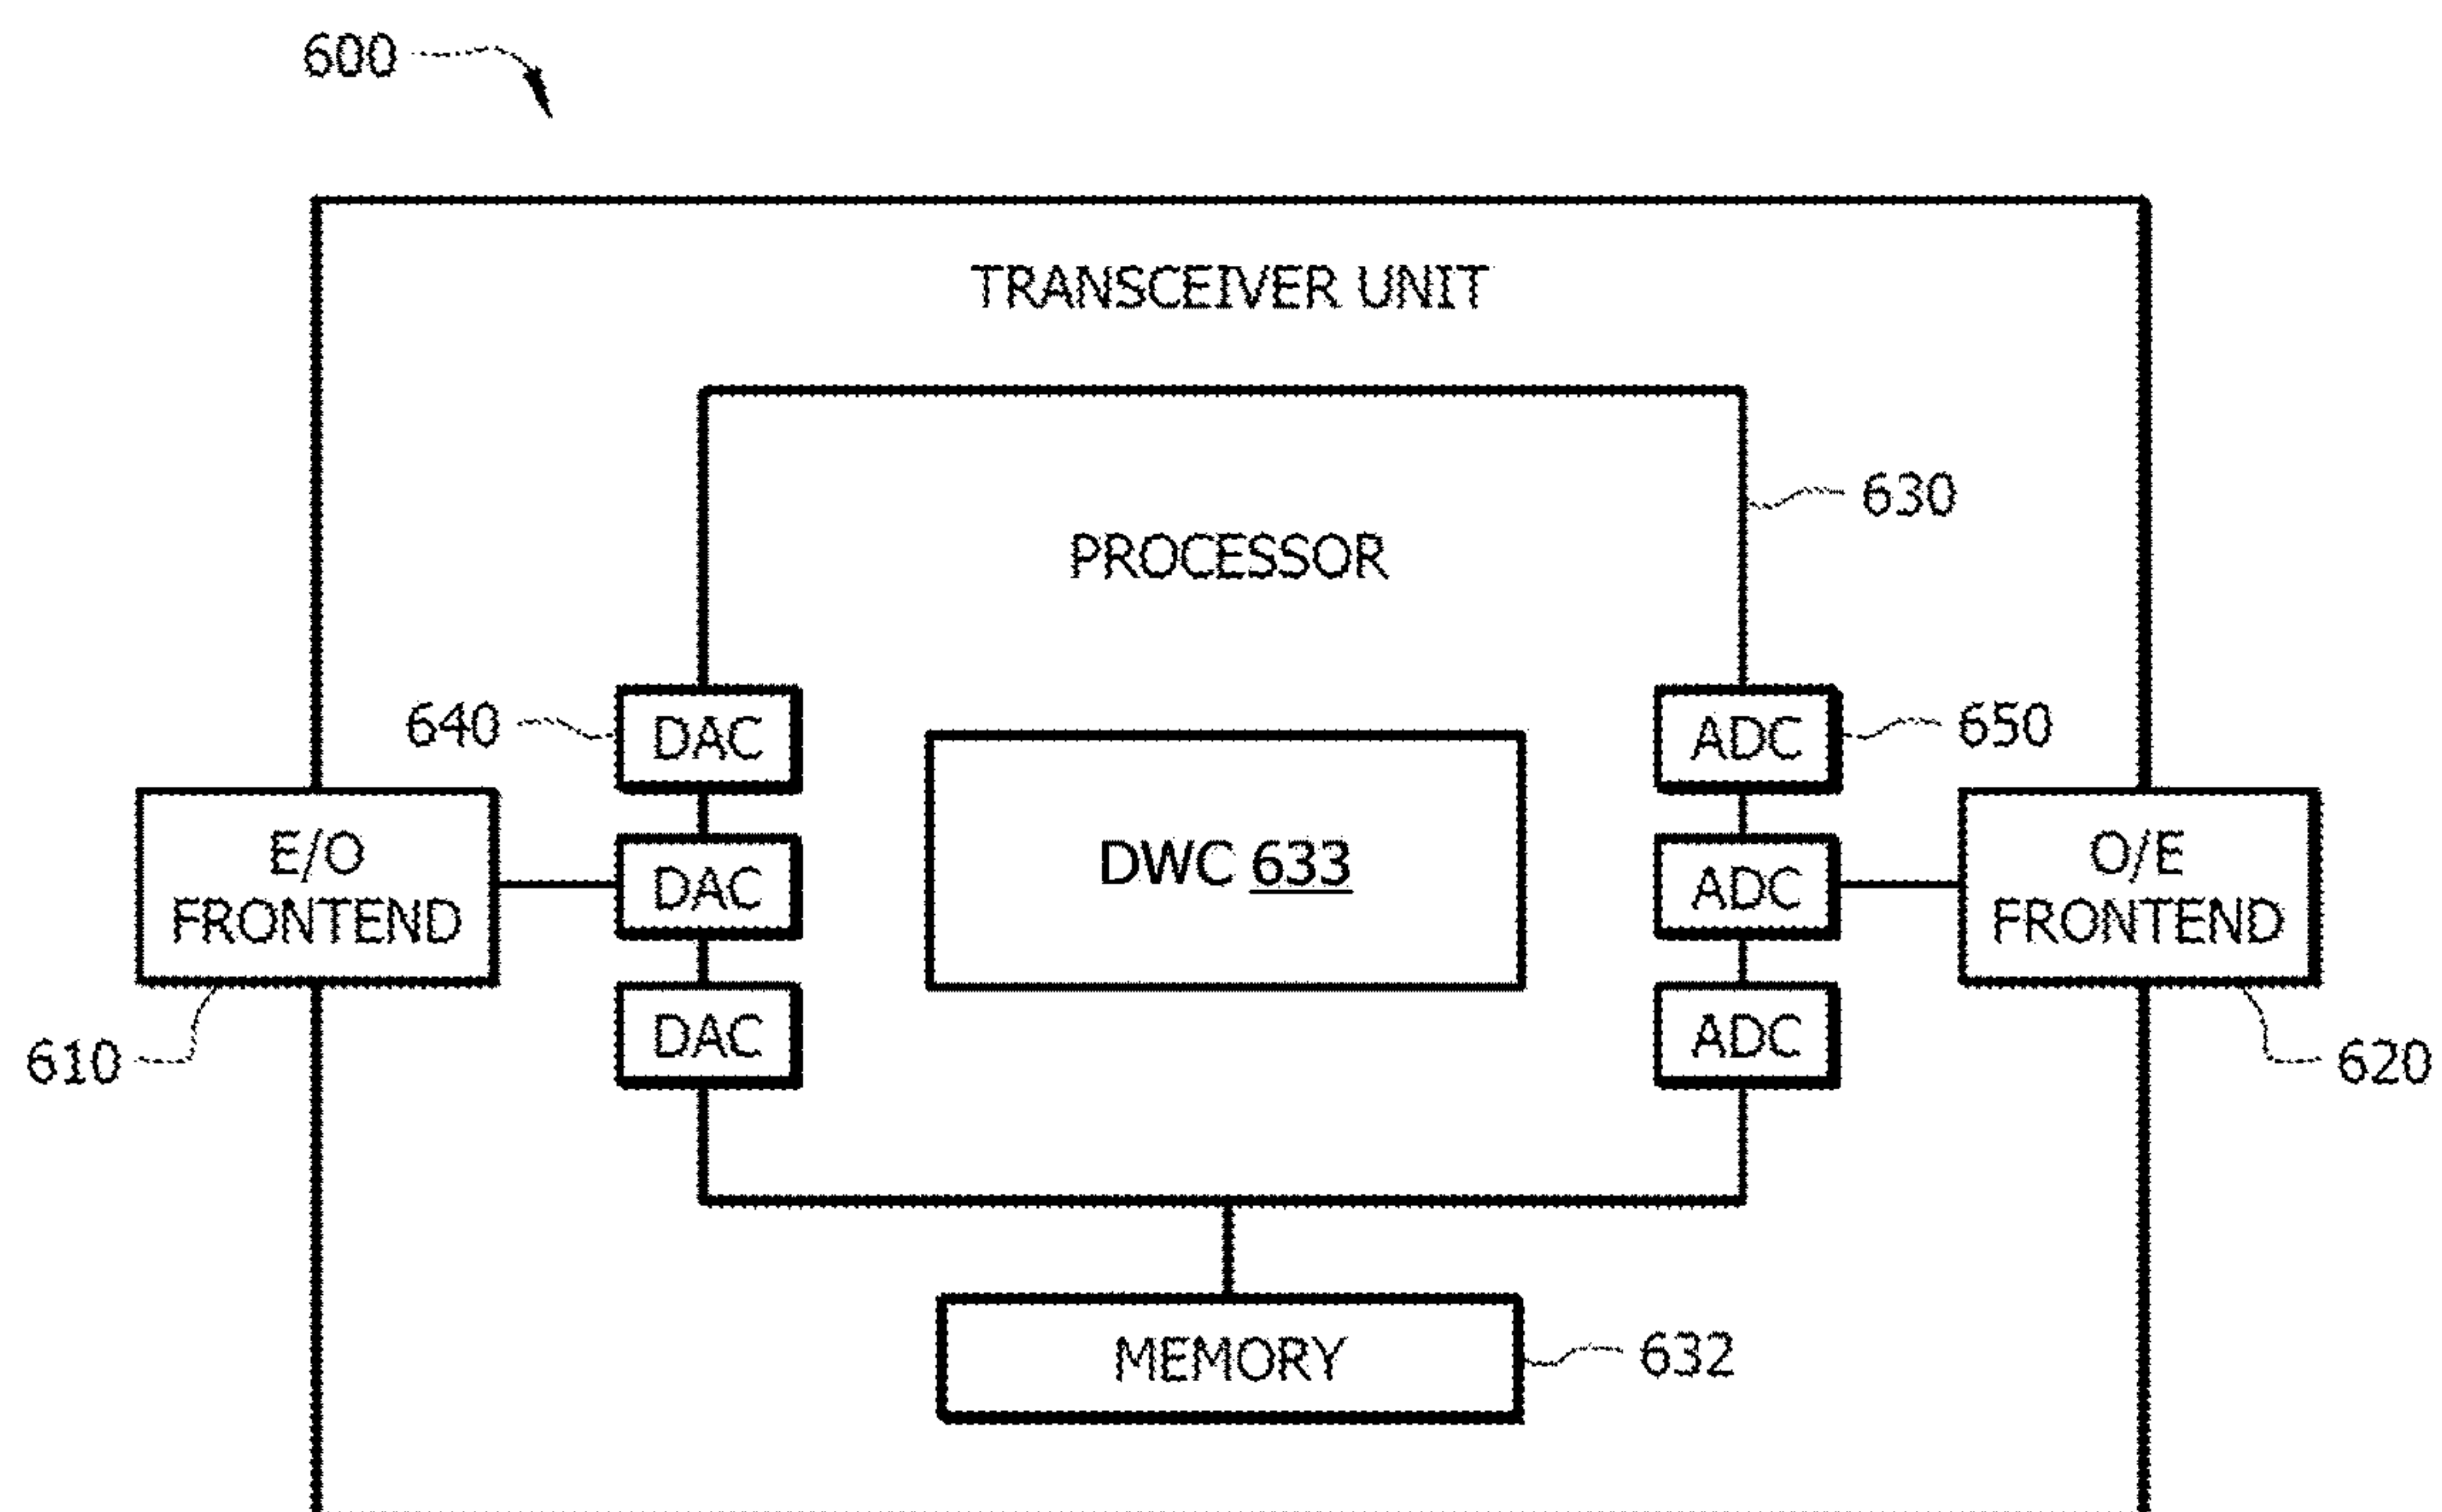 600
TRANSCEIVER UNIT
630
PROCESSOR
640
DAC
ADC
650
E/O
FRONTEND
DAC
DWC 633
ADC
O/E
FRONTEND
DAC
ADC
610
620
MEMORY
632